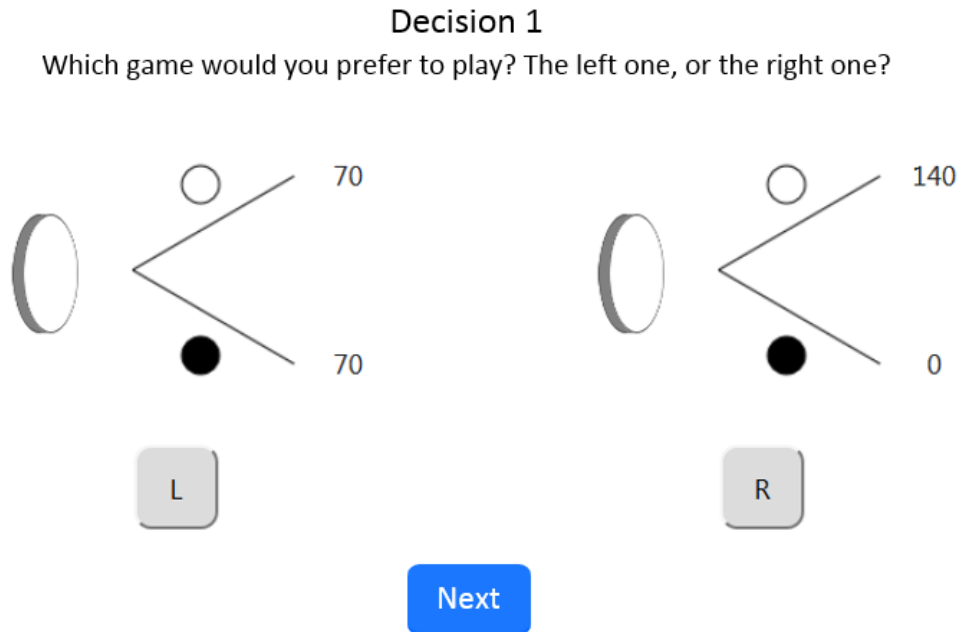 Decision 1
Which game would you prefer to play? The left one, or the right one?
70
140
70
0
L
R
Next